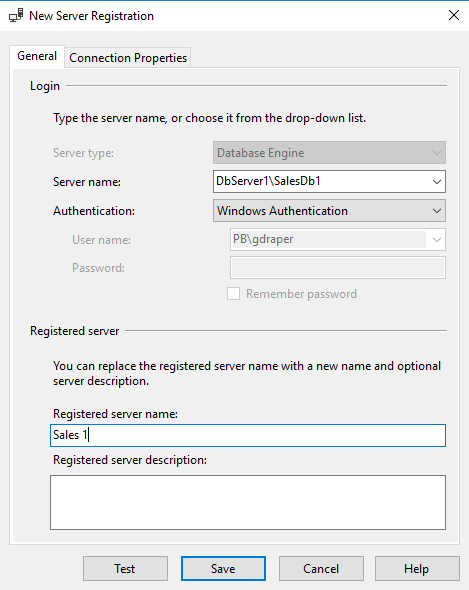 New Server Registration
General
Connection Properties
Login
Type the server name, or choose it from the drop-down list.
Server type:
Database Engine
Server name:
DbServer1\SalesDb1
Authentication:
Windows Authentication
User name:
PB\gdraper
Password:
Remember password
Registered server
You can replace the registered server name with a new name and optional
server description.
Registered server name:
Sales 1
Registered server description:
Test
Save
Cancel
Help